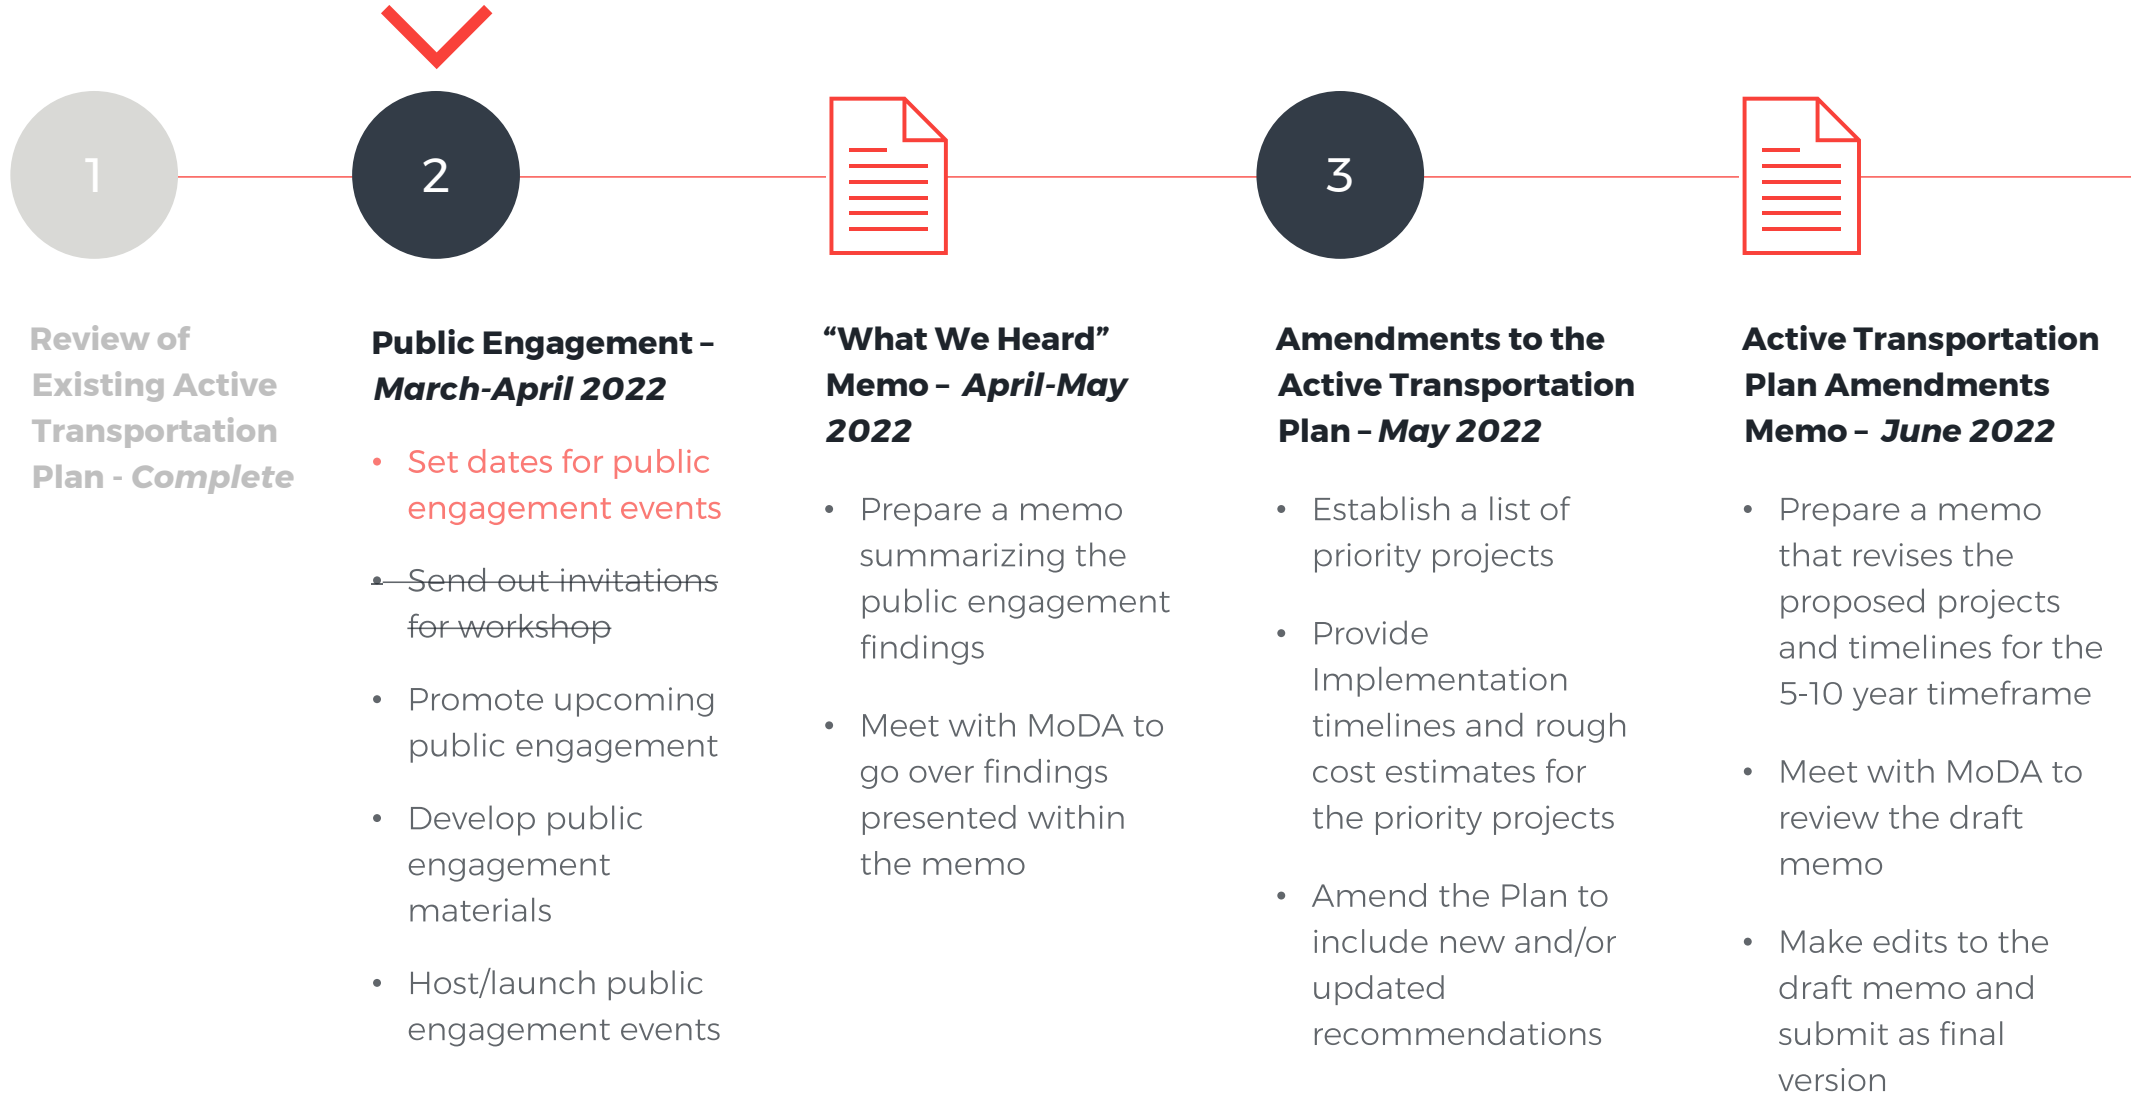 1
Review of
Existing Active
Transportation
Plan - Complete
2
Public Engagement –
March-April 2022
• Set dates for public
engagement events
• Send out invitations
for workshop
• Promote upcoming
public engagement
• Develop public
engagement
materials
• Host/launch public
engagement events
“What We Heard”
Memo – April-May
2022
• Prepare a memo
summarizing the
public engagement
findings
• Meet with MoDA to
go over findings
presented within
the memo
3
Amendments to the
Active Transportation
Plan – May 2022
• Establish a list of
priority projects
• Provide
Implementation
timelines and rough
cost estimates for
the priority projects
• Amend the Plan to
include new and/or
updated
recommendations
Active Transportation
Plan Amendments
Memo – June 2022
• Prepare a memo
that revises the
proposed projects
and timelines for the
5-10 year timeframe
• Meet with MoDA to
review the draft
memo
• Make edits to the
draft memo and
submit as final
version